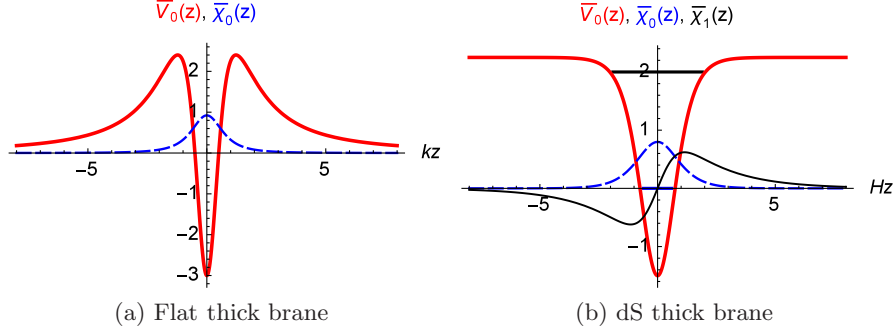 V̅₀(z), χ̅₀(z)
2
1
−1
−2
−3
−5
5
kz
(a) Flat thick brane
V̅₀(z), χ̅₀(z), χ̅₁(z)
2
1
−1
−5
5
Hz
(b) dS thick brane